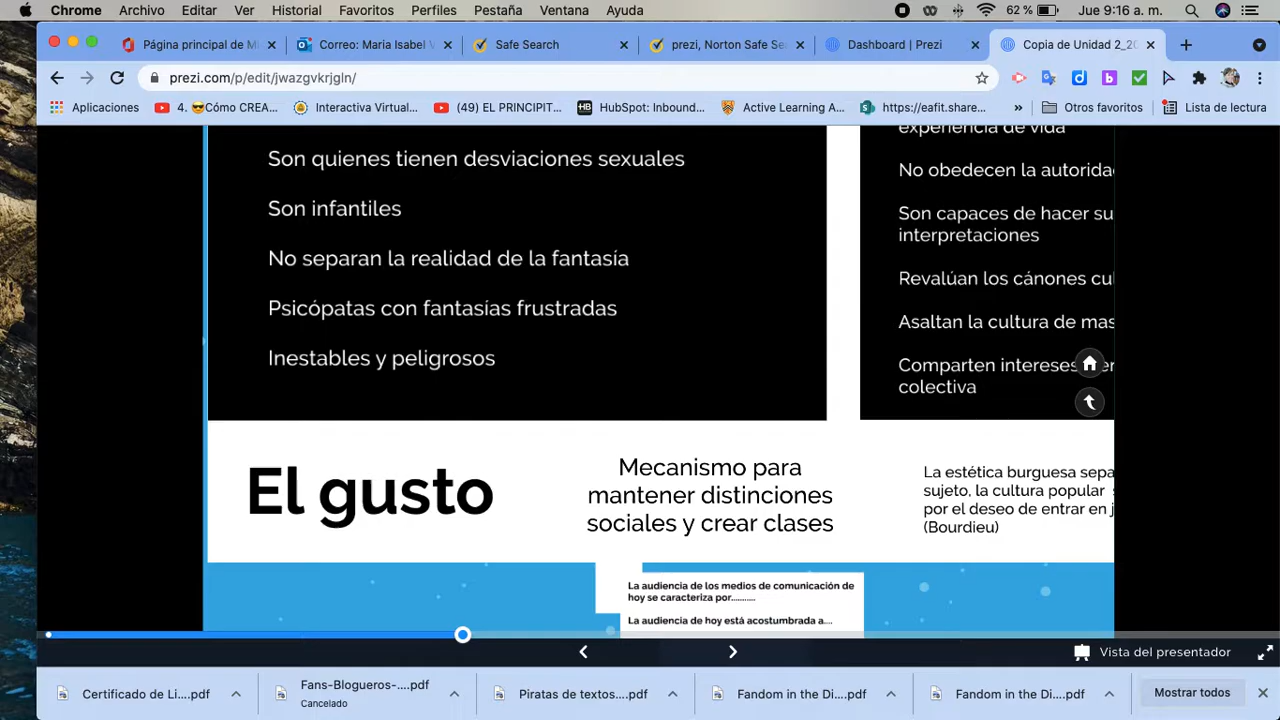 Chrome Archivo Editar Ver Historial Favoritos Perfiles Pestaña Ventana Ayuda 62 % Jue 9:16 a. m.
Página principal de M Correo: Maria Isabel V Safe Search prezi, Norton Safe Se Dashboard | Prezi Copia de Unidad 2_20
prezi.com/p/edit/jwazgvkrjgln/
Aplicaciones 4. 😎Cómo CREA... Interactiva Virtual... (49) EL PRINCIPIT... HubSpot: Inbound... Active Learning A... https://eafit.share... » Otros favoritos Lista de lectura
experiencia de vida
Son quienes tienen desviaciones sexuales
No obedecen la autorida
Son infantiles
Son capaces de hacer su
interpretaciones
No separan la realidad de la fantasía
Revalúan los cánones cul
Psicópatas con fantasías frustradas
Asaltan la cultura de mas
Inestables y peligrosos
Comparten intereses
colectiva
El gusto
Mecanismo para
mantener distinciones
sociales y crear clases
La estética burguesa sepa
sujeto, la cultura popular
por el deseo de entrar en j
(Bourdieu)
La audiencia de los medios de comunicación de
hoy se caracteriza por..........
La audiencia de hoy está acostumbrada a....
Vista del presentador
Certificado de Li....pdf Fans-Blogueros-....pdf Piratas de textos....pdf Fandom in the Di....pdf Fandom in the Di....pdf Mostrar todos
Cancelado